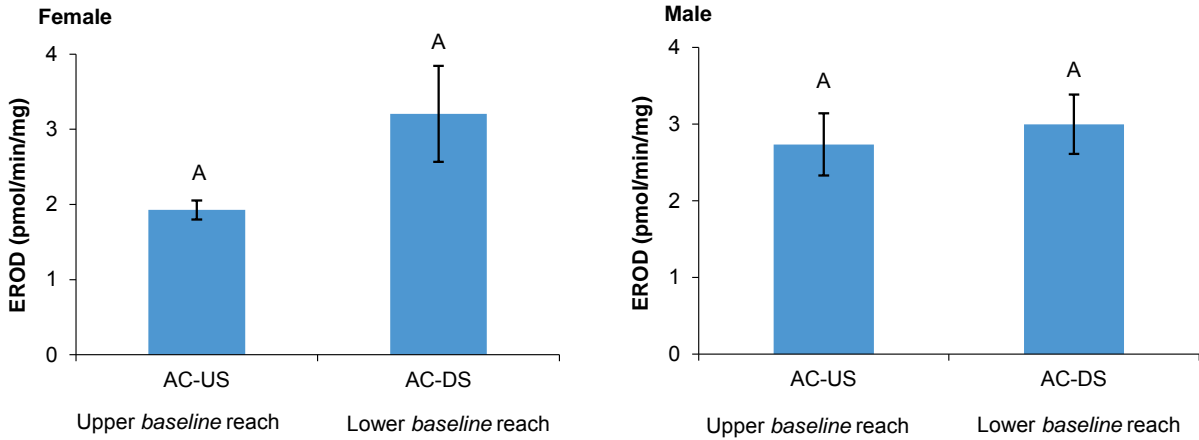 Female
EROD (pmol/min/mg)
4
3
2
1
0
A
A
AC-US
AC-DS
Upper baseline reach
Lower baseline reach
Male
EROD (pmol/min/mg)
4
3
2
1
0
A
A
AC-US
AC-DS
Upper baseline reach
Lower baseline reach